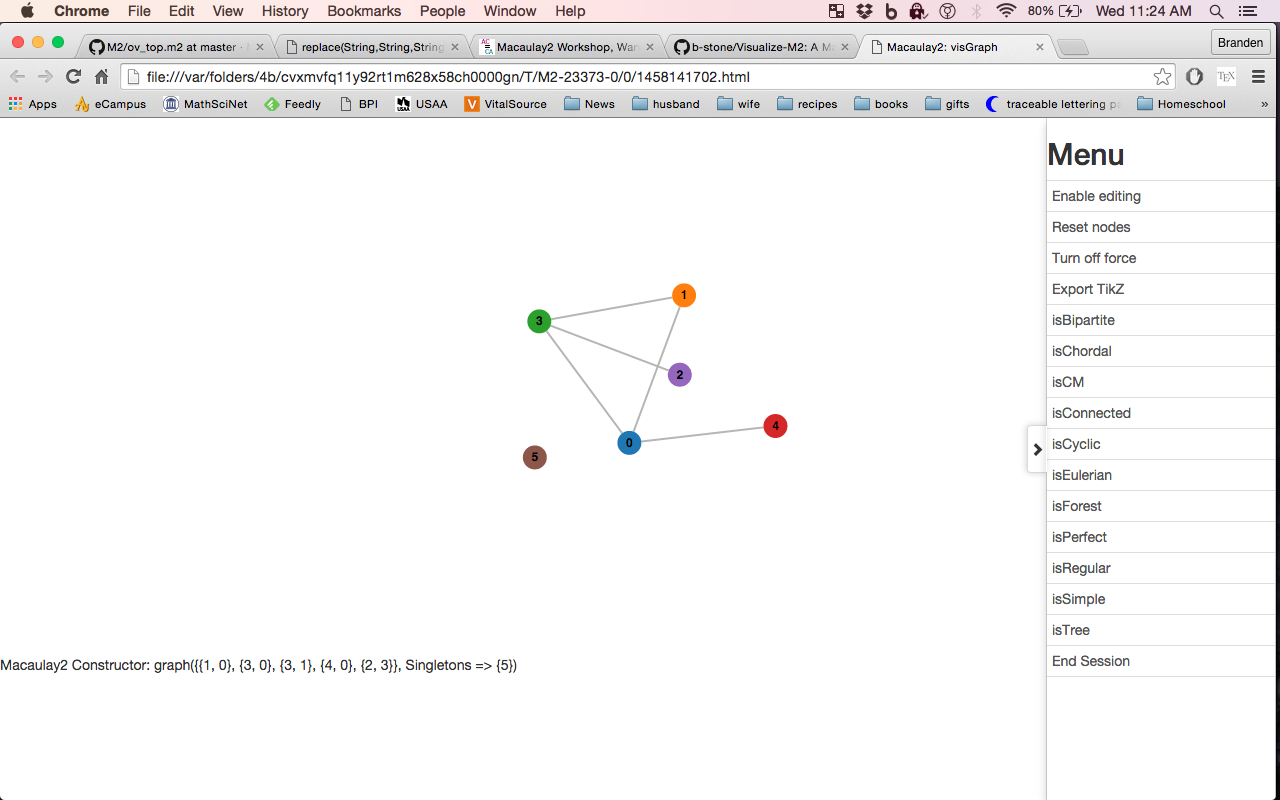 Chrome File Edit View History Bookmarks People Window Help 80% Wed 11:24 AM
M2/ov_top.m2 at master · replace(String,String,String Macaulay2 Workshop, War b-stone/Visualize-M2: A M Macaulay2: visGraph Branden
file:///var/folders/4b/cvxmvfq11y92rt1m628x58ch0000gn/T/M2-23373-0/0/1458141702.html
Apps eCampus MathSciNet Feedly BPI USAA VitalSource News husband wife recipes books gifts traceable lettering pa Homeschool »
Menu
Enable editing
Reset nodes
Turn off force
Export TikZ
isBipartite
isChordal
isCM
isConnected
isCyclic
isEulerian
isForest
isPerfect
isRegular
isSimple
isTree
End Session
1
3
2
4
0
5
Macaulay2 Constructor: graph({{1, 0}, {3, 0}, {3, 1}, {4, 0}, {2, 3}}, Singletons => {5})